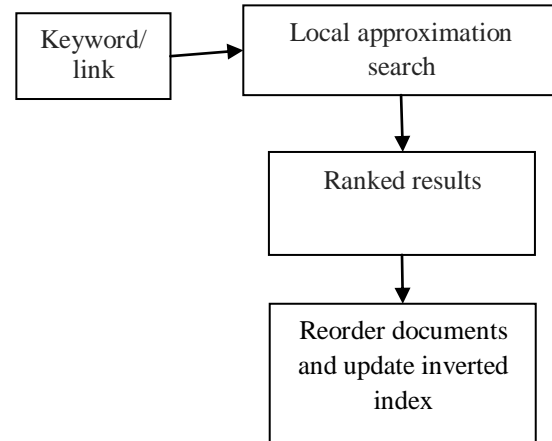 Keyword/
link
Local approximation
search
Ranked results
Reorder documents
and update inverted
index